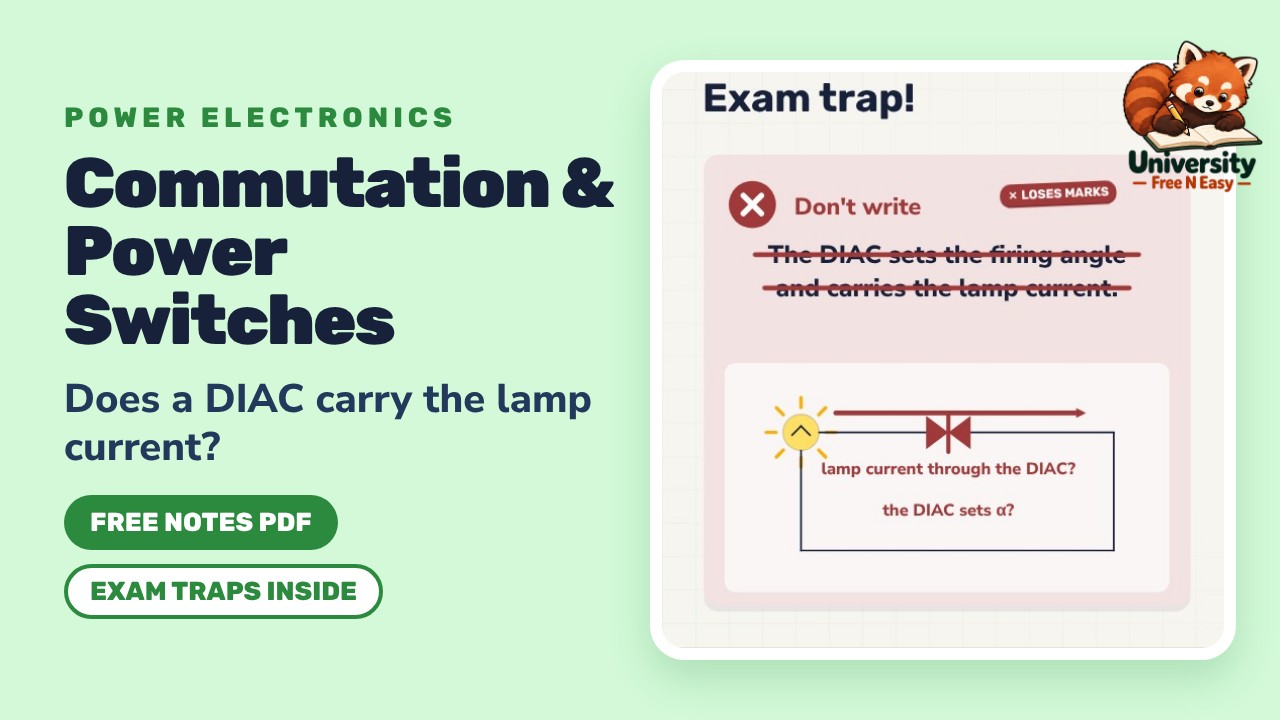 POWER ELECTRONICS
Commutation &
Power
Switches
Does a DIAC carry the lamp
current?
FREE NOTES PDF
EXAM TRAPS INSIDE
Exam trap!
Don't write
× LOSES MARKS
The DIAC sets the firing angle
and carries the lamp current.
lamp current through the DIAC?
the DIAC sets α?
University
Free N Easy